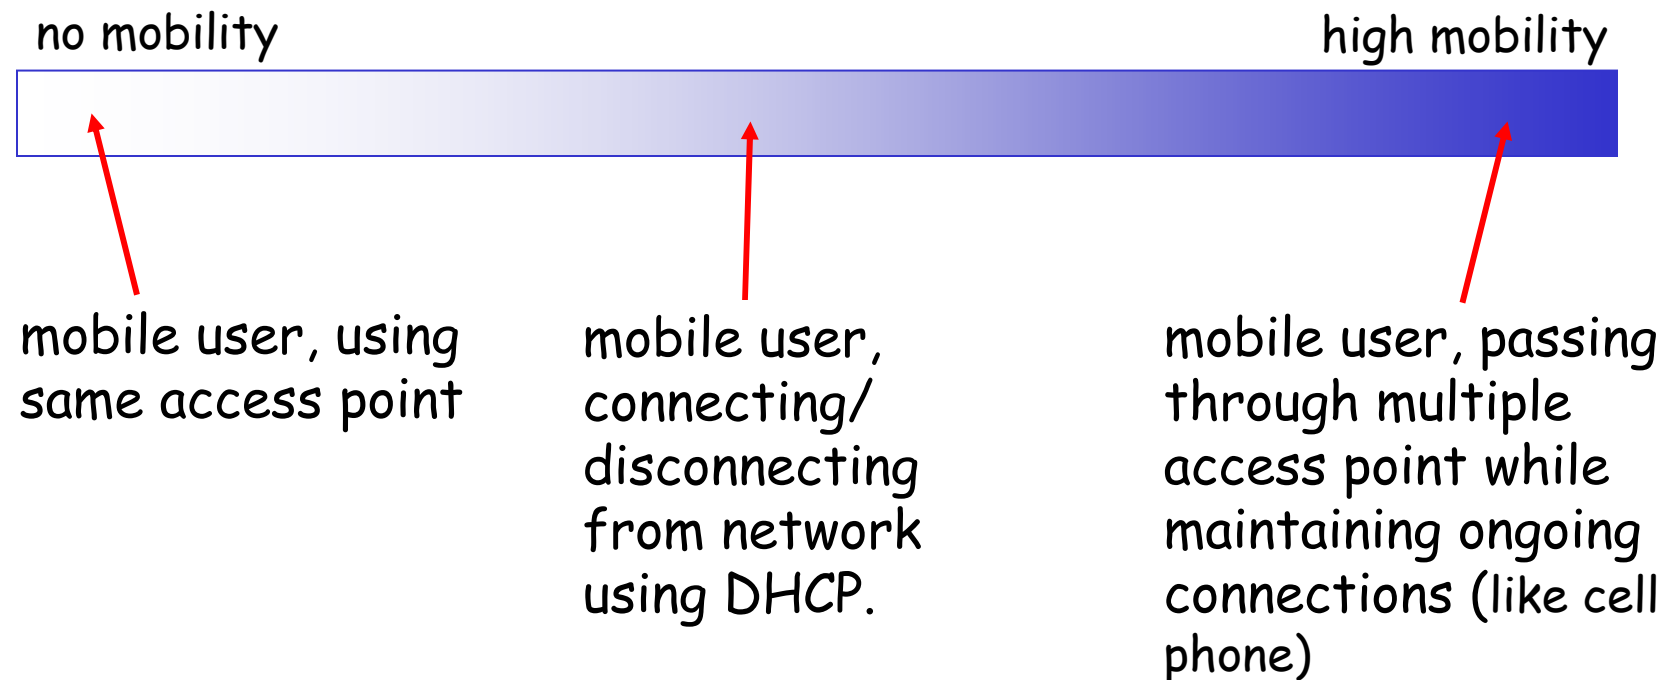 no mobility
high mobility
mobile user, using
same access point
mobile user,
connecting/
disconnecting
from network
using DHCP.
mobile user, passing
through multiple
access point while
maintaining ongoing
connections (like cell
phone)